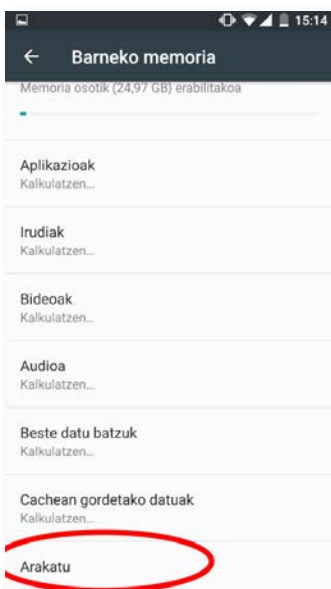 15:14
Barneko memoria
Memoria osotik (24,97 GB) erabilitakoa
Aplikazioak
Kalkulatzen...
Irudiak
Kalkulatzen...
Bideoak
Kalkulatzen...
Audioa
Kalkulatzen...
Beste datu batzuk
Kalkulatzen...
Cachean gordetako datuak
Kalkulatzen...
Arakatu